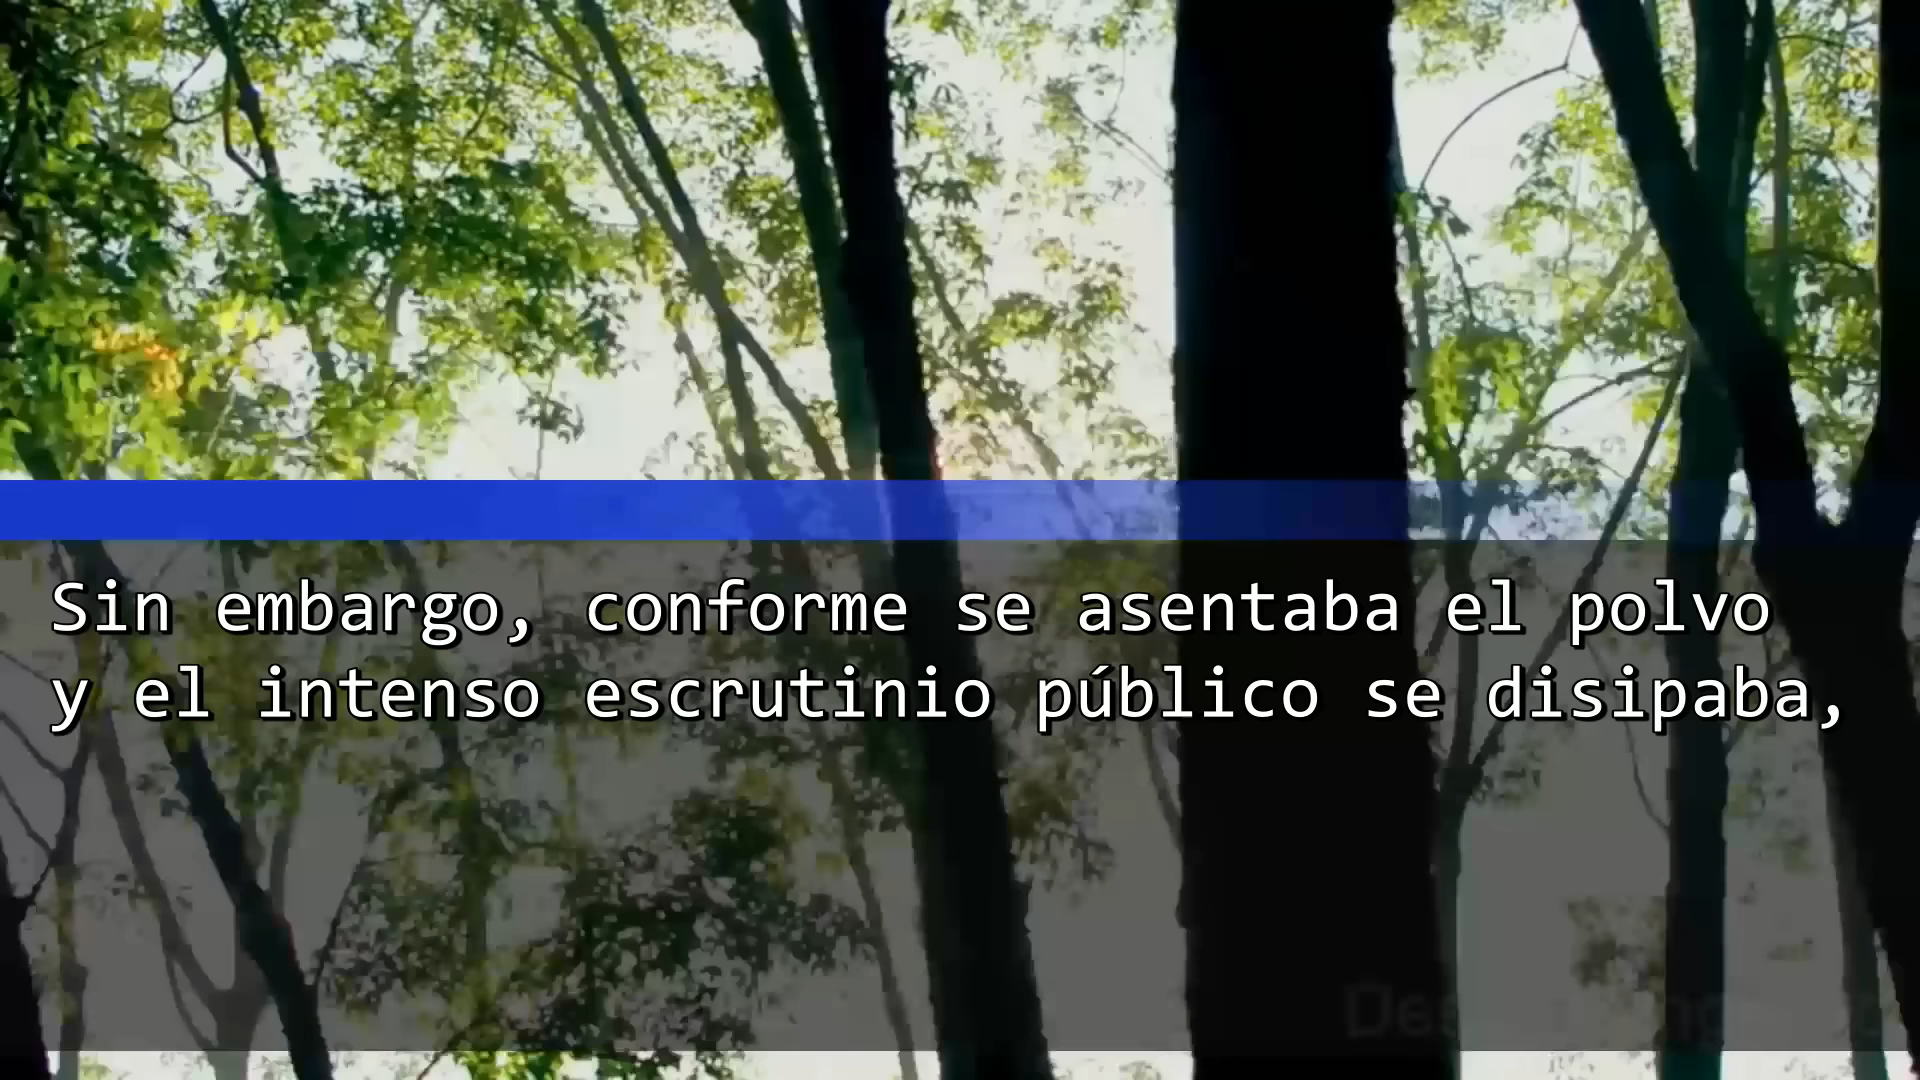 Sin embargo, conforme se asentaba el polvo
y el intenso escrutinio público se disipaba,